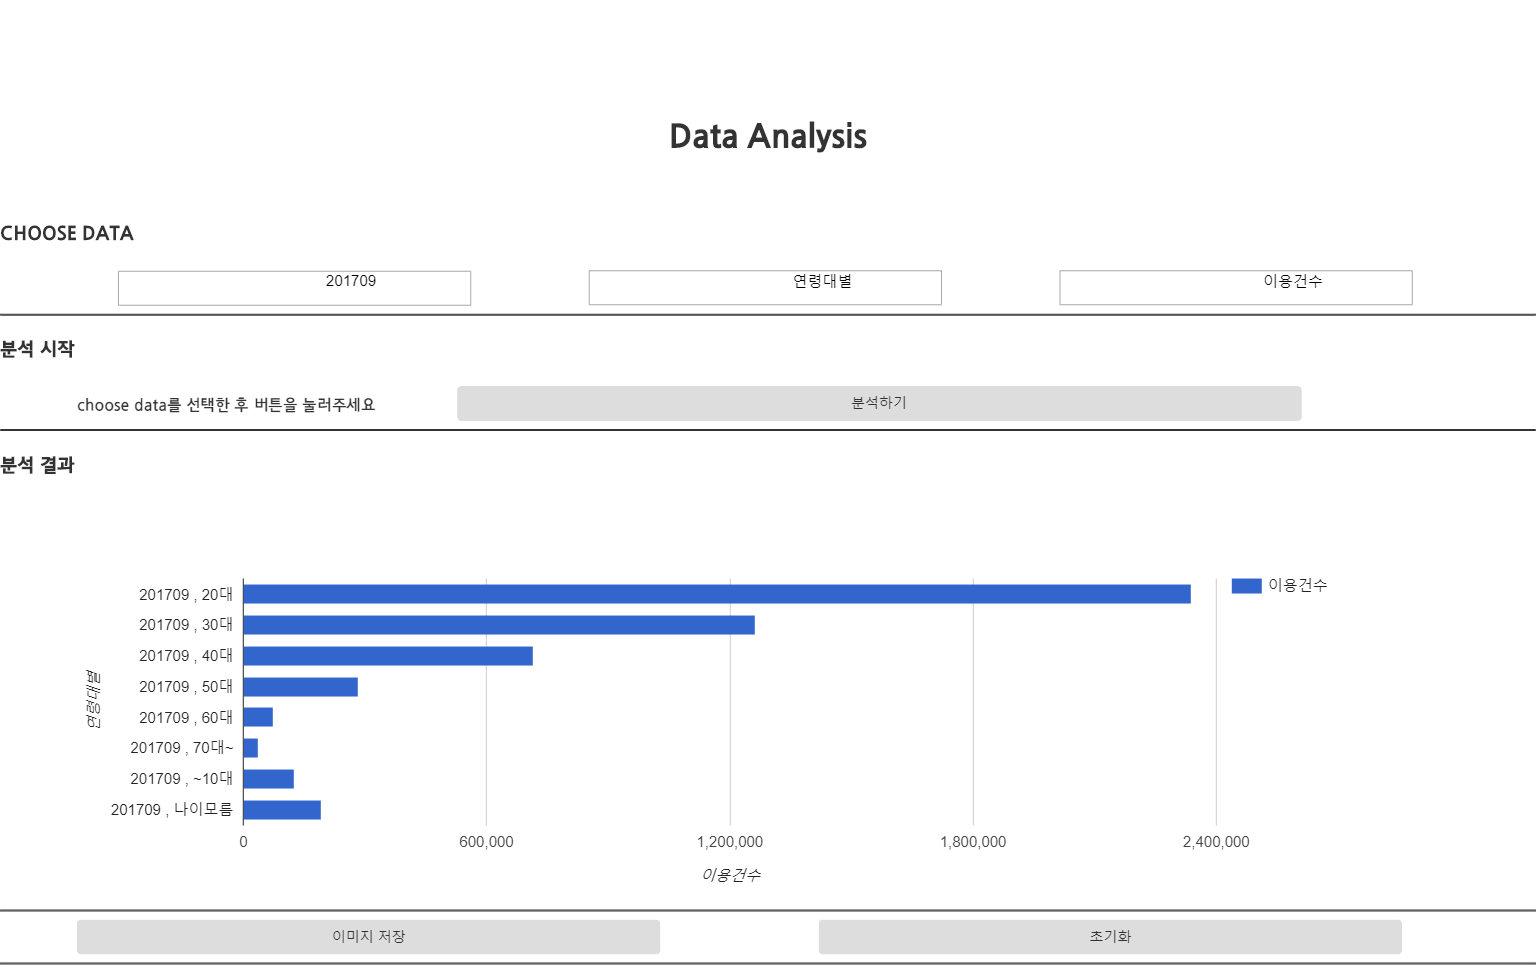 Data Analysis
CHOOSE DATA
201709
연령대별
이용건수
분석 시작
choose data를 선택한 후 버튼을 눌러주세요
분석하기
분석 결과
201709 , 20대
201709 , 30대
201709 , 40대
201709 , 50대
201709 , 60대
201709 , 70대~
201709 , ~10대
201709 , 나이모름
연령대별
이용건수
0
600,000
1,200,000
1,800,000
2,400,000
이용건수
이미지 저장
초기화